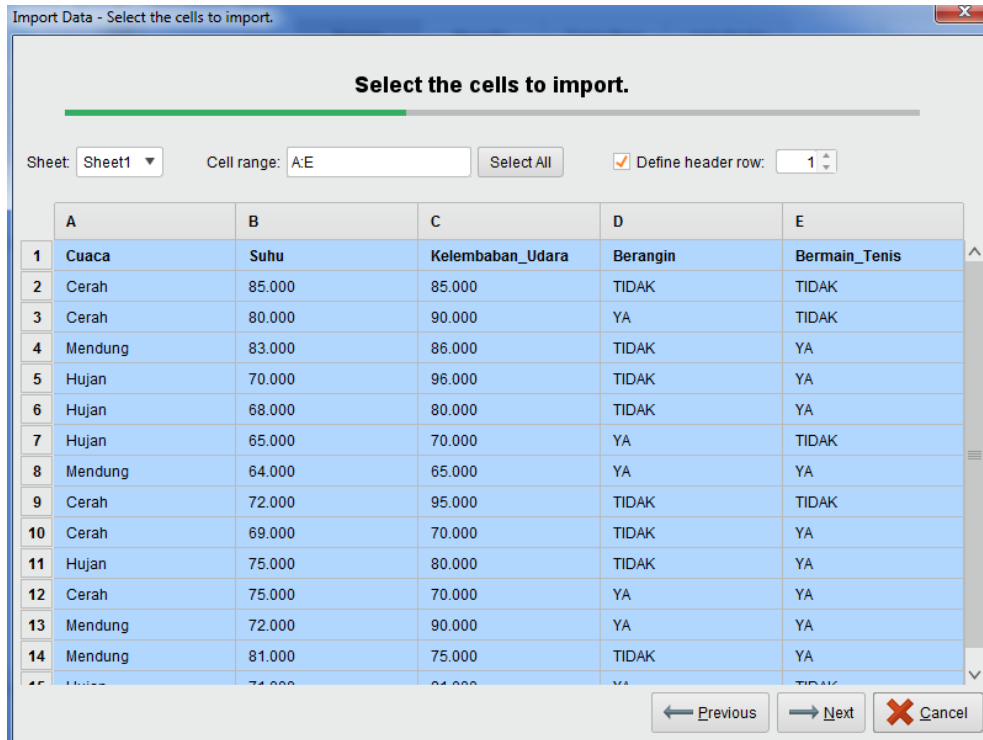 Import Data - Select the cells to import.
Select the cells to import.
Sheet: Sheet1 Cell range: A:E Select All Define header row: 1
A B C D E
1 Cuaca Suhu Kelembaban_Udara Berangin Bermain_Tenis
2 Cerah 85.000 85.000 TIDAK TIDAK
3 Cerah 80.000 90.000 YA TIDAK
4 Mendung 83.000 86.000 TIDAK YA
5 Hujan 70.000 96.000 TIDAK YA
6 Hujan 68.000 80.000 TIDAK YA
7 Hujan 65.000 70.000 YA TIDAK
8 Mendung 64.000 65.000 YA YA
9 Cerah 72.000 95.000 TIDAK TIDAK
10 Cerah 69.000 70.000 TIDAK YA
11 Hujan 75.000 80.000 TIDAK YA
12 Cerah 75.000 70.000 YA YA
13 Mendung 72.000 90.000 YA YA
14 Mendung 81.000 75.000 TIDAK YA
Previous Next Cancel